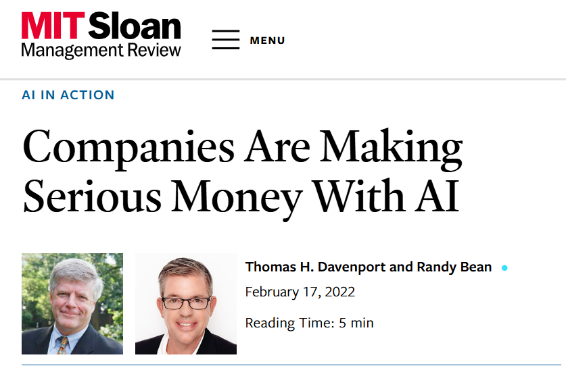 MIT Sloan
Management Review
MENU
AI IN ACTION
Companies Are Making
Serious Money With AI
Thomas H. Davenport and Randy Bean
February 17, 2022
Reading Time: 5 min